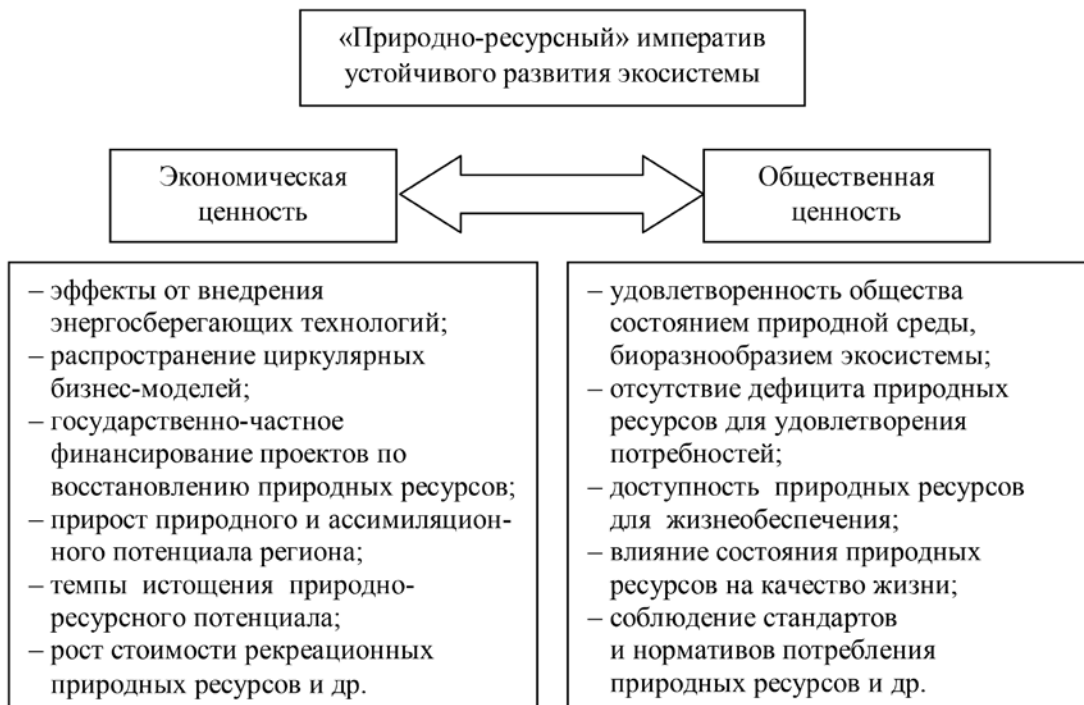 «Природно-ресурсный» императив
устойчивого развития экосистемы
Экономическая
ценность
Общественная
ценность
– эффекты от внедрения
энергосберегающих технологий;
– распространение циркулярных
бизнес-моделей;
– государственно-частное
финансирование проектов по
восстановлению природных ресурсов;
– прирост природного и ассимиляцион-
ного потенциала региона;
– темпы истощения природно-
ресурсного потенциала;
– рост стоимости рекреационных
природных ресурсов и др.
– удовлетворенность общества
состоянием природной среды,
биоразнообразием экосистемы;
– отсутствие дефицита природных
ресурсов для удовлетворения
потребностей;
– доступность природных ресурсов
для жизнеобеспечения;
– влияние состояния природных
ресурсов на качество жизни;
– соблюдение стандартов
и нормативов потребления
природных ресурсов и др.